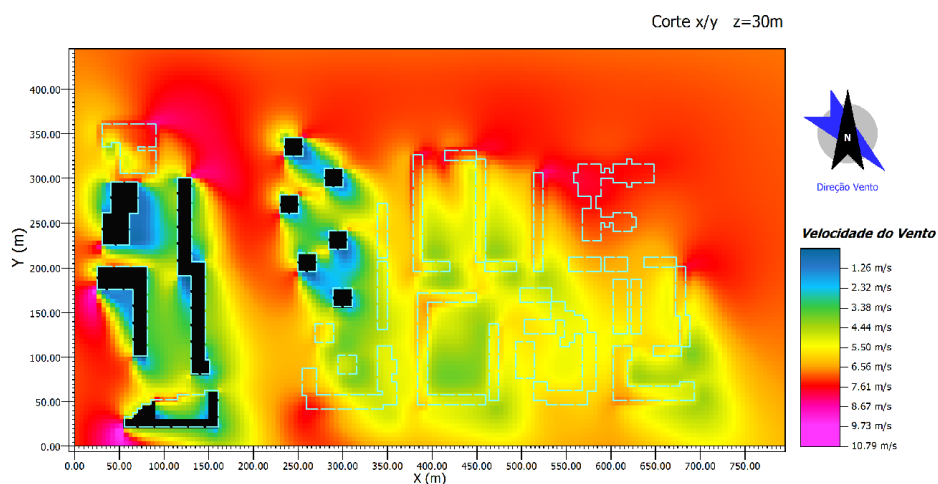 Corte x/y z=30m
400.00
350.00
300.00
250.00
200.00
150.00
100.00
50.00
0.00
Y (m)
0.00 50.00 100.00 150.00 200.00 250.00 300.00 350.00 400.00 450.00 500.00 550.00 600.00 650.00 700.00 750.00
X (m)
N
Direção Vento
Velocidade do Vento
1.26 m/s
2.32 m/s
3.38 m/s
4.44 m/s
5.50 m/s
6.56 m/s
7.61 m/s
8.67 m/s
9.73 m/s
10.79 m/s